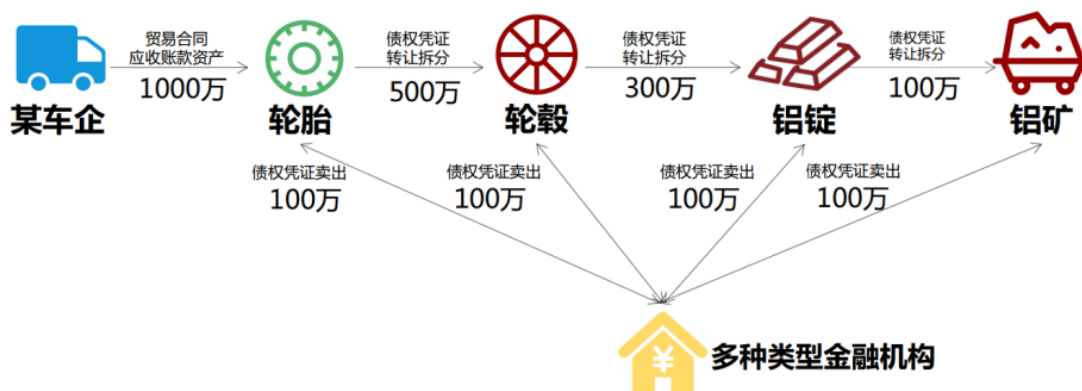 贸易合同
应收账款资产
1000万
债权凭证
转让拆分
500万
债权凭证
转让拆分
300万
债权凭证
转让拆分
100万
某车企
轮胎
轮毂
铝锭
铝矿
债权凭证卖出
100万
债权凭证卖出
100万
债权凭证卖出
100万
债权凭证卖出
100万
¥
多种类型金融机构